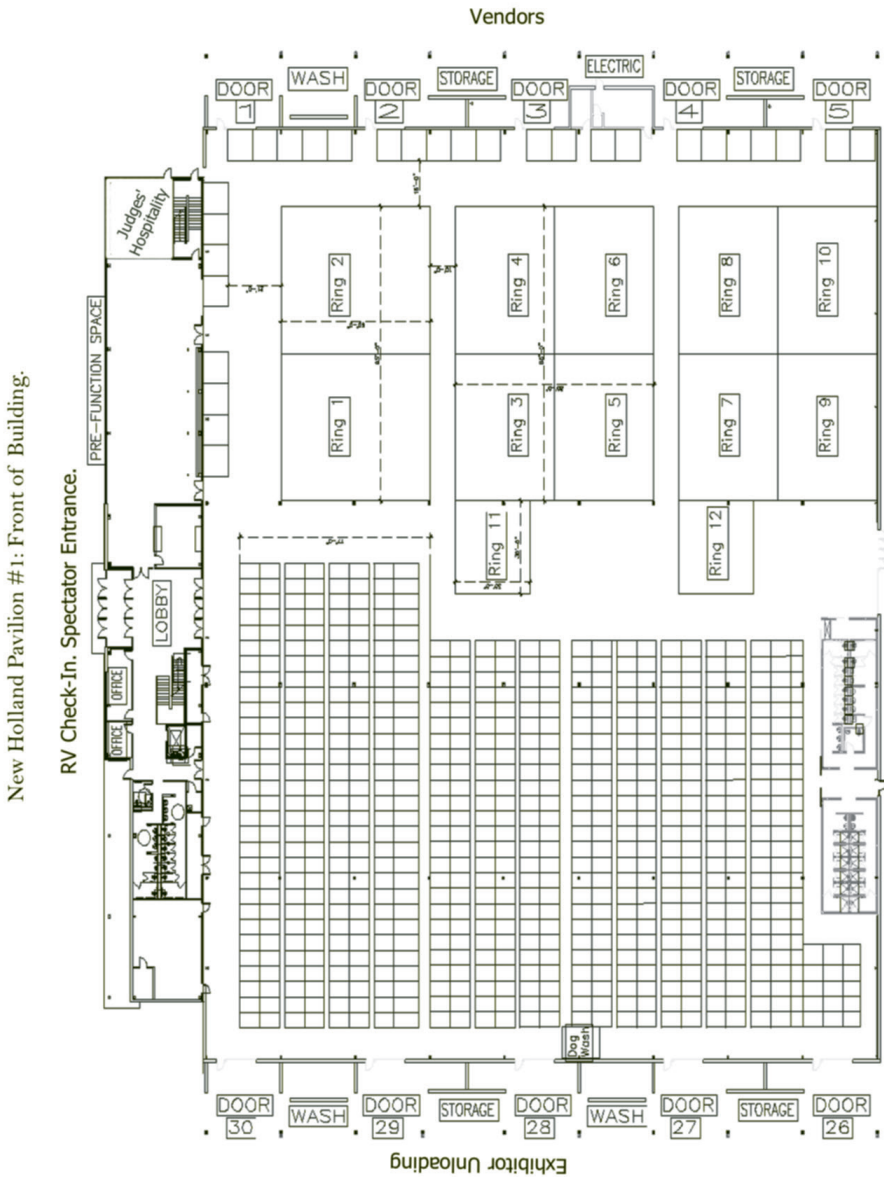 New Holland Pavilion #1: Front of Building.
RV Check-In. Spectator Entrance.
Vendors
DOOR
1
WASH
DOOR
2
STORAGE
DOOR
3
ELECTRIC
DOOR
4
STORAGE
DOOR
5
Judges'
Hospitality
PRE-FUNCTION SPACE
LOBBY
OFFICE
OFFICE
Ring 2
Ring 4
Ring 6
Ring 8
Ring 10
Ring 1
Ring 3
Ring 5
Ring 7
Ring 9
Ring 11
Ring 12
Dog
Wash
DOOR
30
WASH
DOOR
29
STORAGE
DOOR
28
WASH
DOOR
27
STORAGE
DOOR
26
Exhibitor Unloading